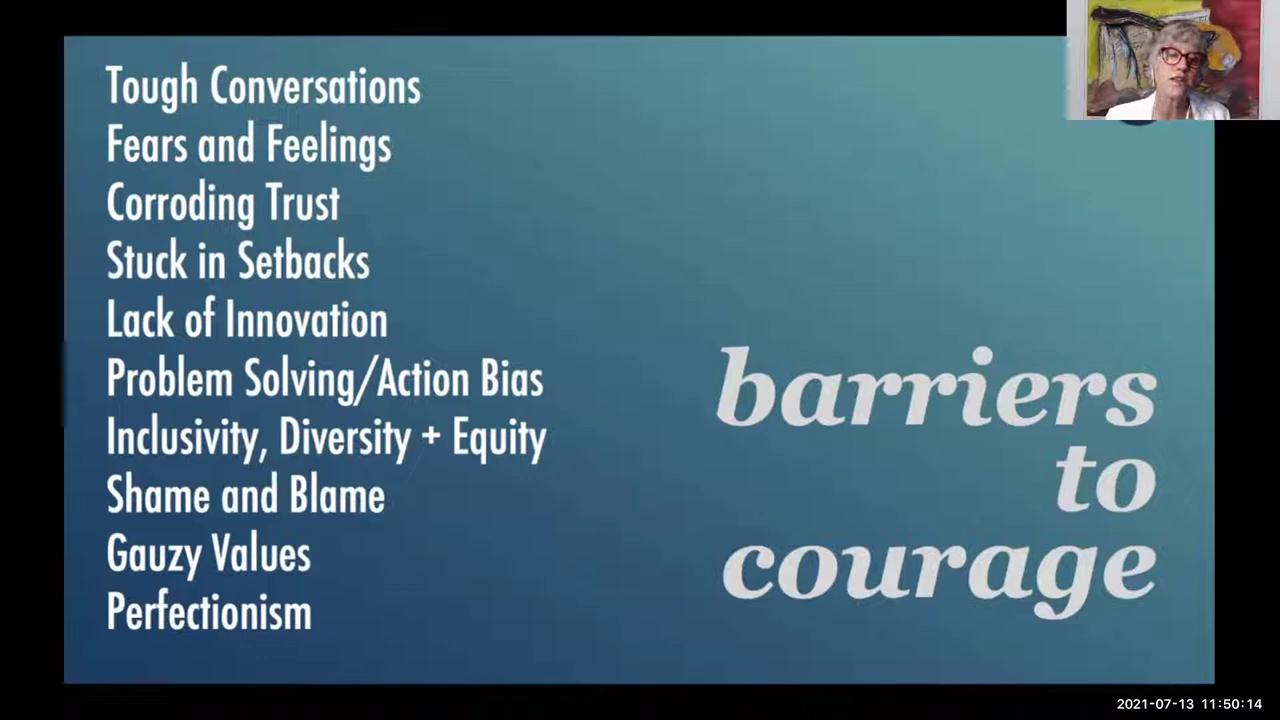 Tough Conversations
Fears and Feelings
Corroding Trust
Stuck in Setbacks
Lack of Innovation
Problem Solving/Action Bias
Inclusivity, Diversity + Equity
Shame and Blame
Gauzy Values
Perfectionism
barriers
to
courage
2021-07-13 11:50:14